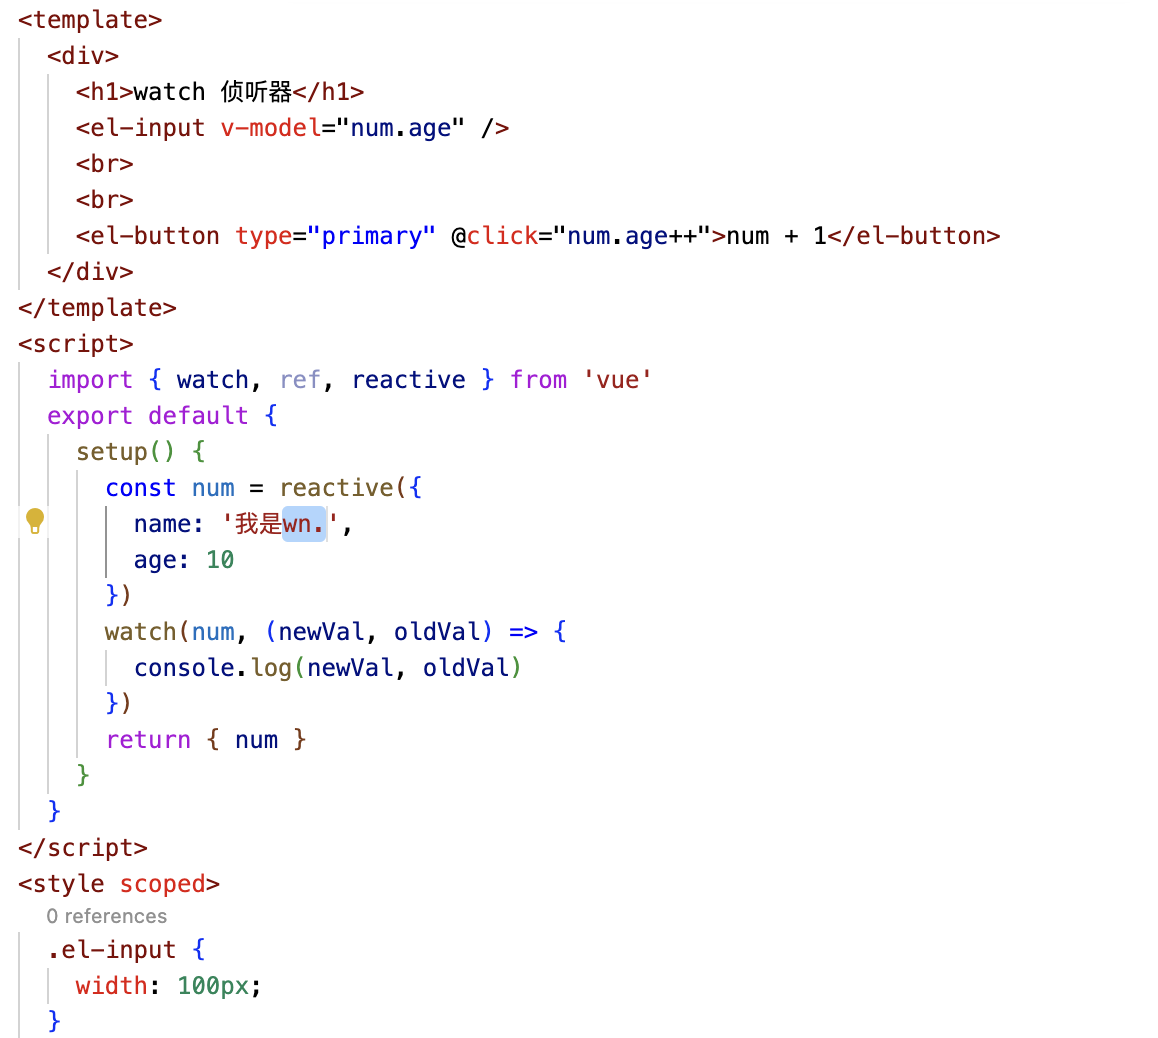 <template>
<div>
<h1>watch 侦听器</h1>
<el-input v-model="num.age" />
<br>
<br>
<el-button type="primary" @click="num.age++">num + 1</el-button>
</div>
</template>
<script>
import { watch, ref, reactive } from 'vue'
export default {
setup() {
const num = reactive({
name: '我是wn.',
age: 10
})
watch(num, (newVal, oldVal) => {
console.log(newVal, oldVal)
})
return { num }
}
}
</script>
<style scoped>
0 references
.el-input {
width: 100px;
}